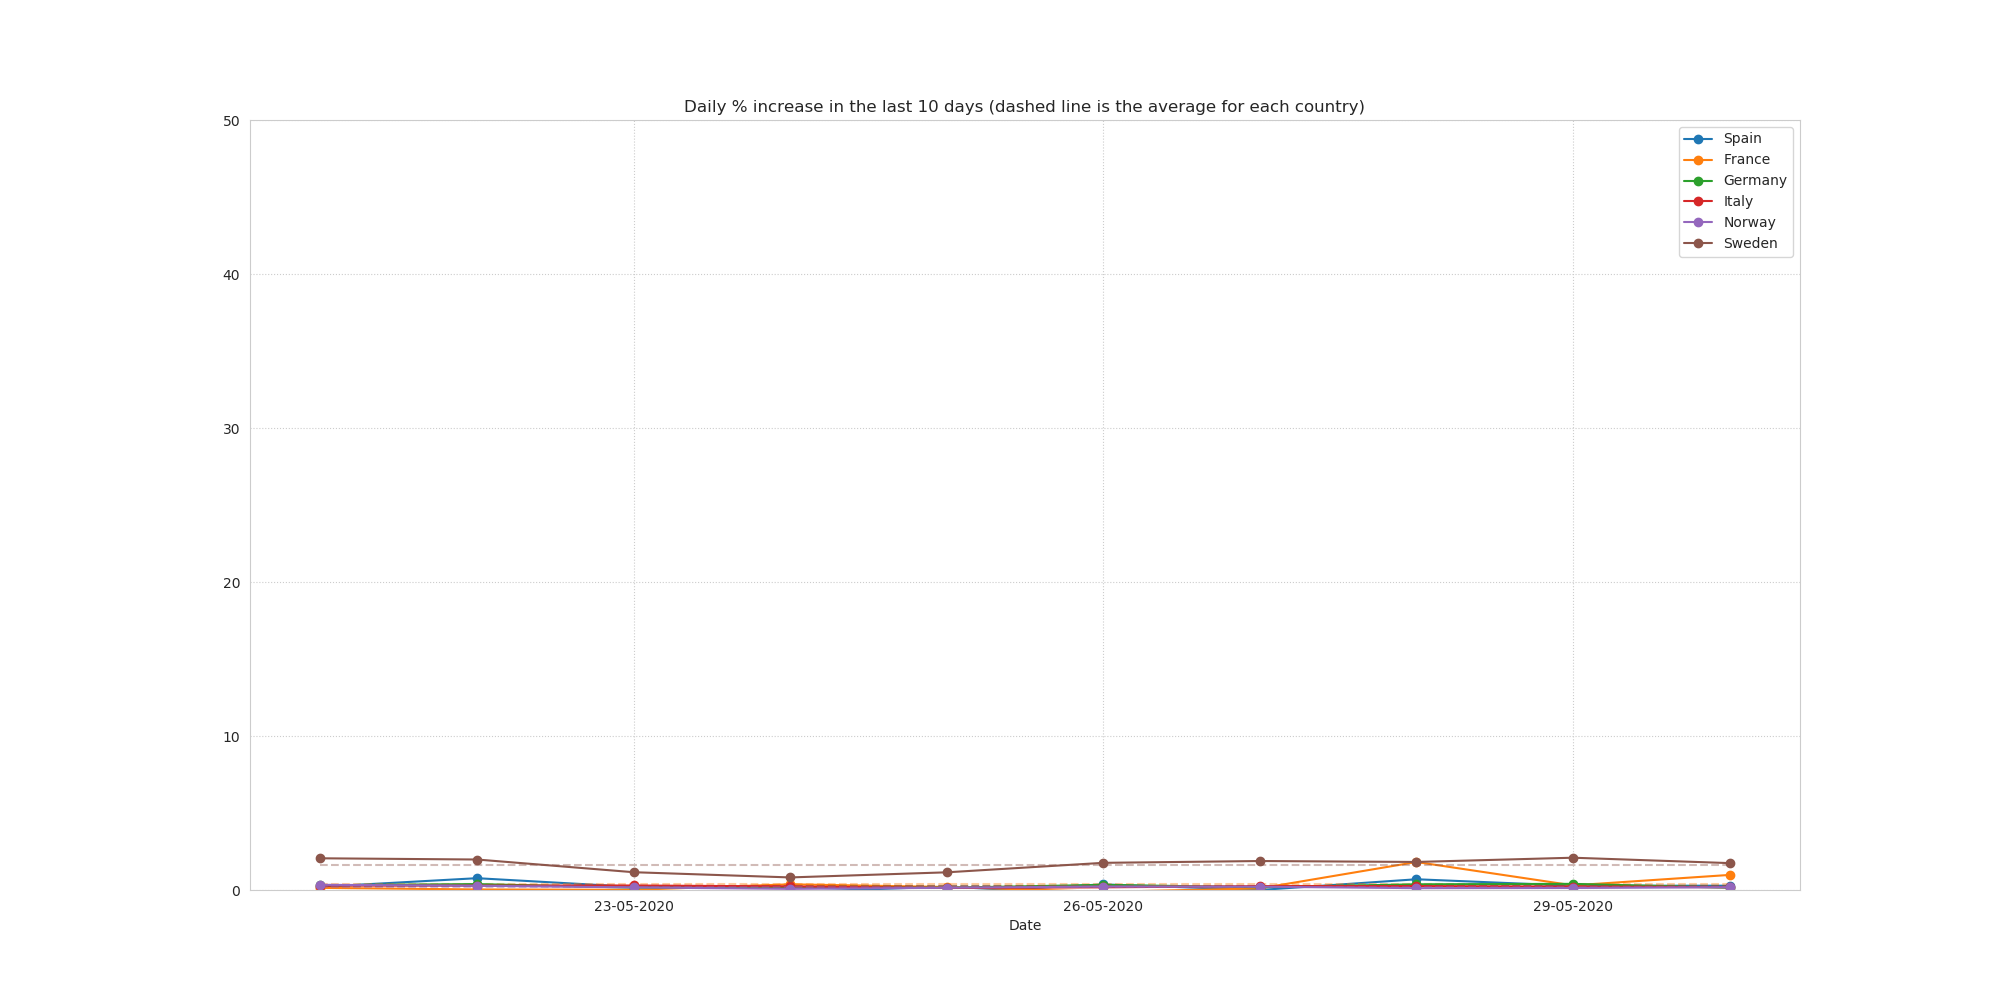 Daily % increase in the last 10 days (dashed line is the average for each country)
50
40
30
20
10
0
Spain
France
Germany
Italy
Norway
Sweden
23-05-2020
26-05-2020
29-05-2020
Date